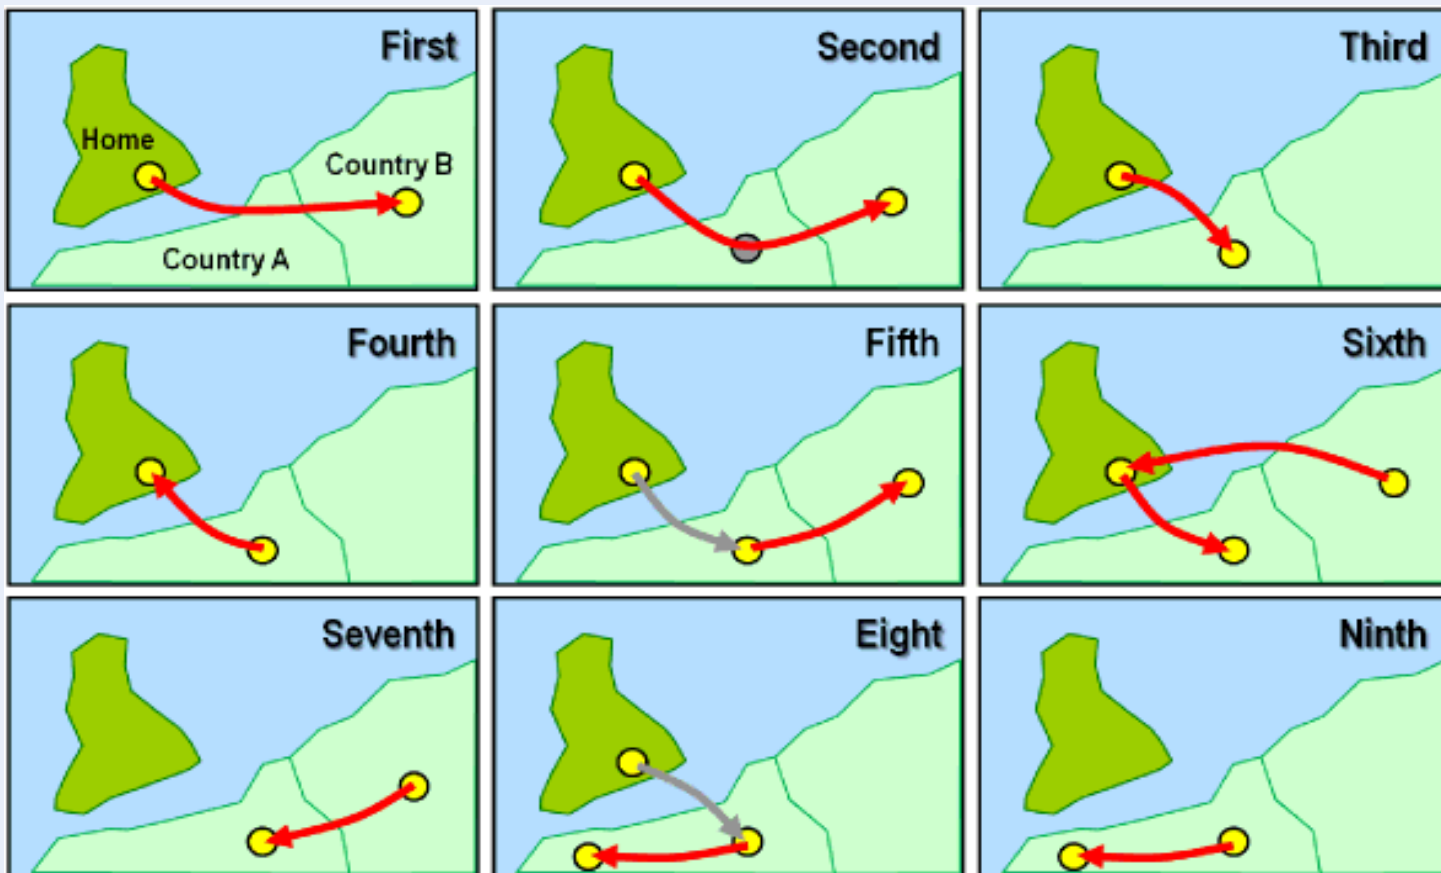 First
Home
Country B
Country A
Second
Third
Fourth
Fifth
Sixth
Seventh
Eight
Ninth